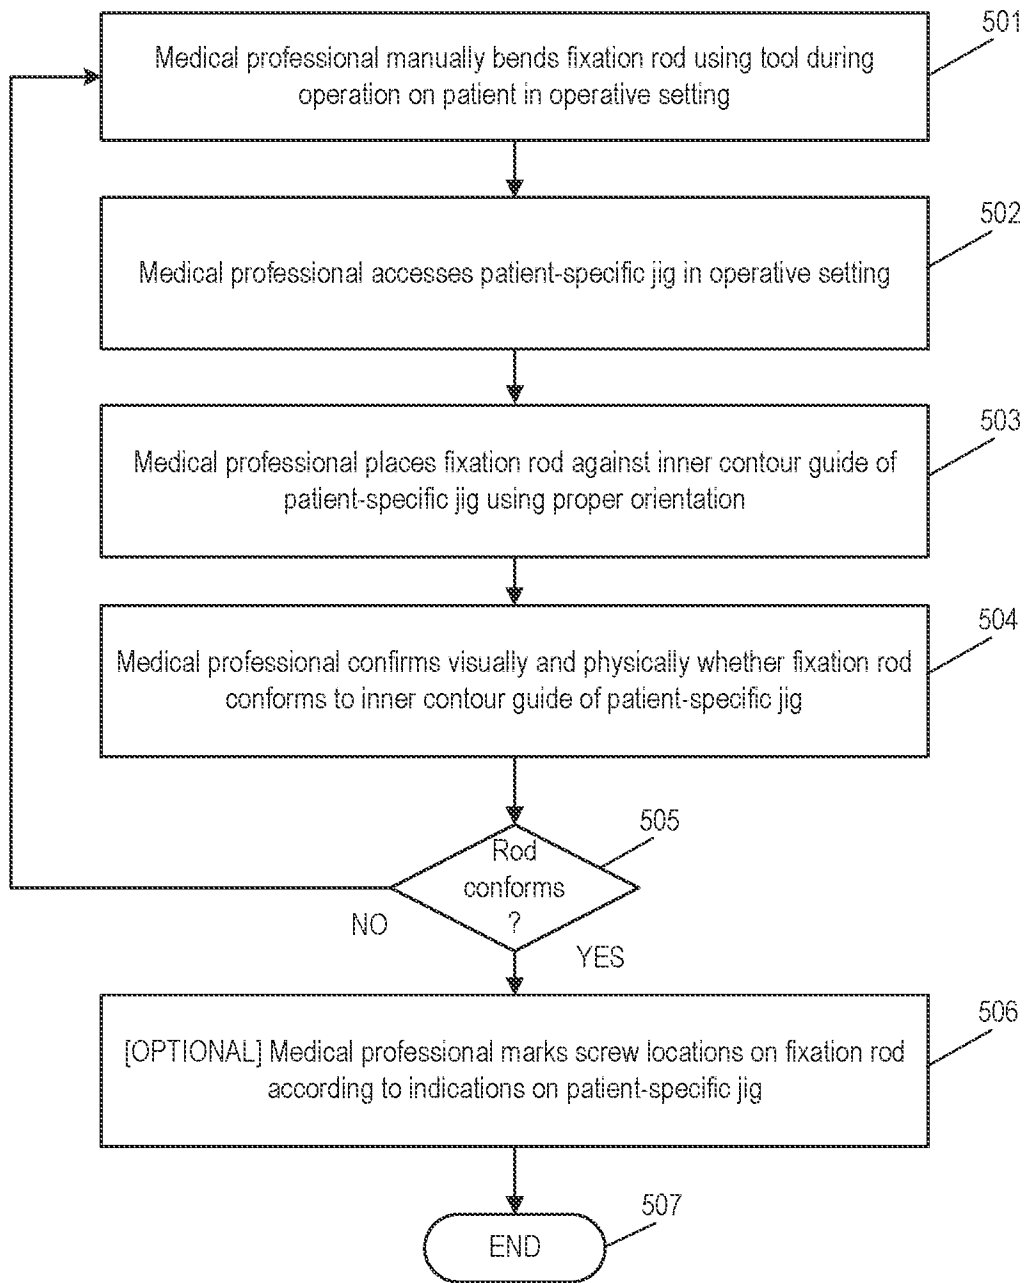 501
Medical professional manually bends fixation rod using tool during
operation on patient in operative setting
502
Medical professional accesses patient-specific jig in operative setting
503
Medical professional places fixation rod against inner contour guide of
patient-specific jig using proper orientation
504
Medical professional confirms visually and physically whether fixation rod
conforms to inner contour guide of patient-specific jig
505
Rod
conforms
?
NO
YES
506
[OPTIONAL] Medical professional marks screw locations on fixation rod
according to indications on patient-specific jig
507
END